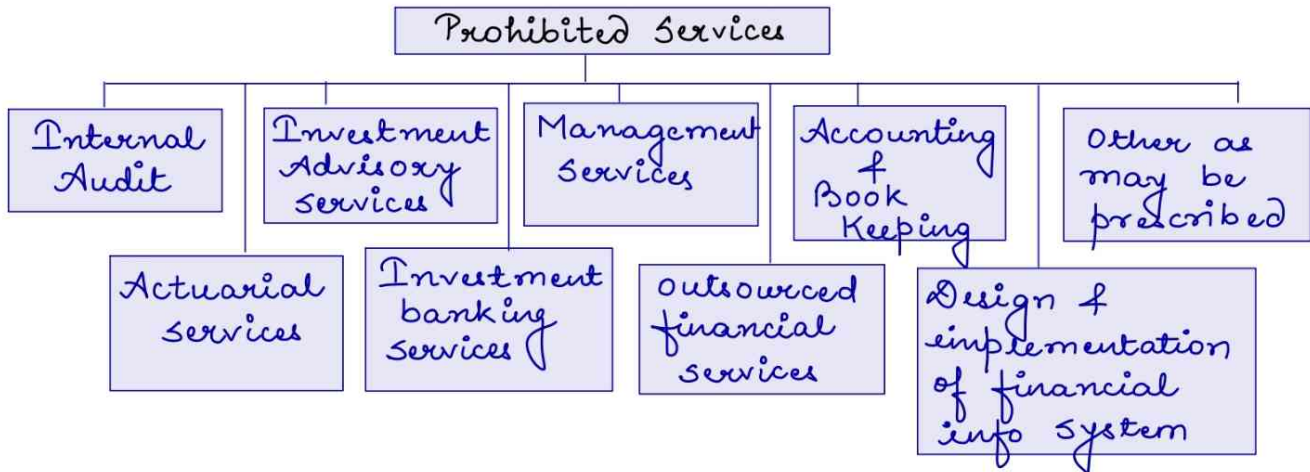 Prohibited Services
Internal
Audit
Investment
Advisory
services
Management
Services
Accounting
&
Book
Keeping
Other as
may be
prescribed
Actuarial
services
Investment
banking
services
Outsourced
financial
services
Design &
implementation
of financial
info system